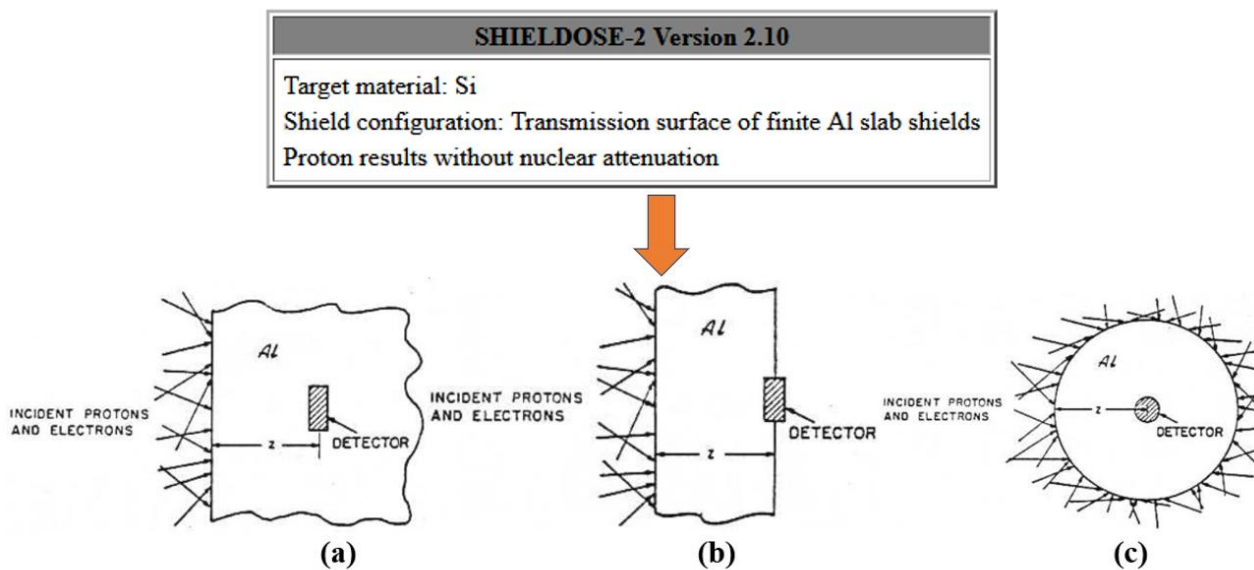 SHIELDOSE-2 Version 2.10
Target material: Si
Shield configuration: Transmission surface of finite Al slab shields
Proton results without nuclear attenuation
Al
INCIDENT PROTONS
AND ELECTRONS
DETECTOR
z
(a)
Al
INCIDENT PROTONS
AND ELECTRONS
DETECTOR
z
(b)
Al
INCIDENT PROTONS
AND ELECTRONS
z
DETECTOR
(c)